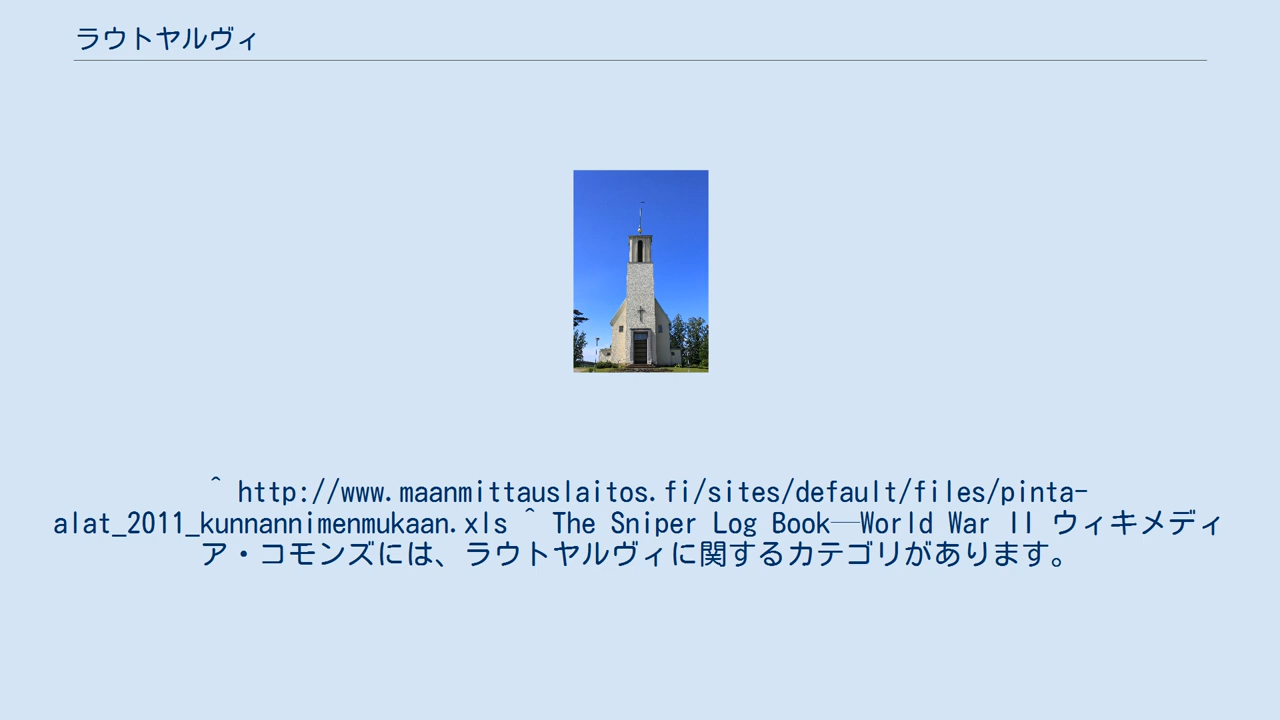 ラウトヤルヴィ
^ http://www.maanmittauslaitos.fi/sites/default/files/pinta-
alat_2011_kunnannimenmukaan.xls ^ The Sniper Log Book—World War II ウィキメディ
ア・コモンズには、ラウトヤルヴィに関するカテゴリがあります。